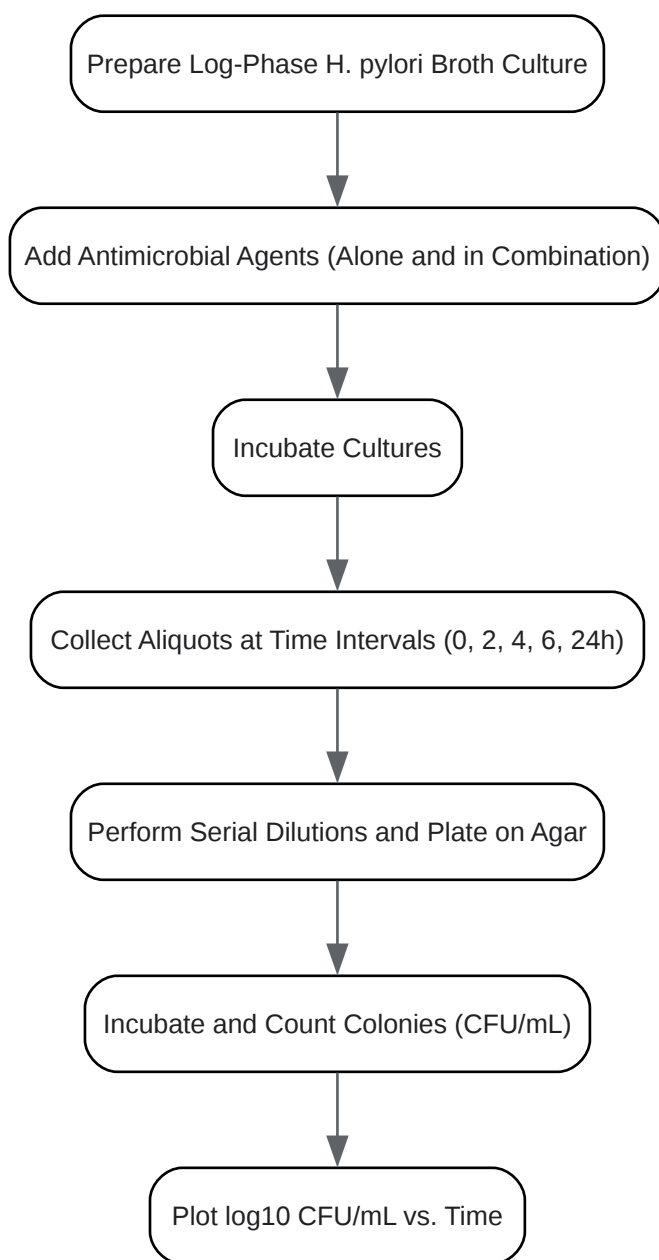 Prepare Log-Phase H. pylori Broth Culture
Add Antimicrobial Agents (Alone and in Combination)
Incubate Cultures
Collect Aliquots at Time Intervals (0, 2, 4, 6, 24h)
Perform Serial Dilutions and Plate on Agar
Incubate and Count Colonies (CFU/mL)
Plot log10 CFU/mL vs. Time